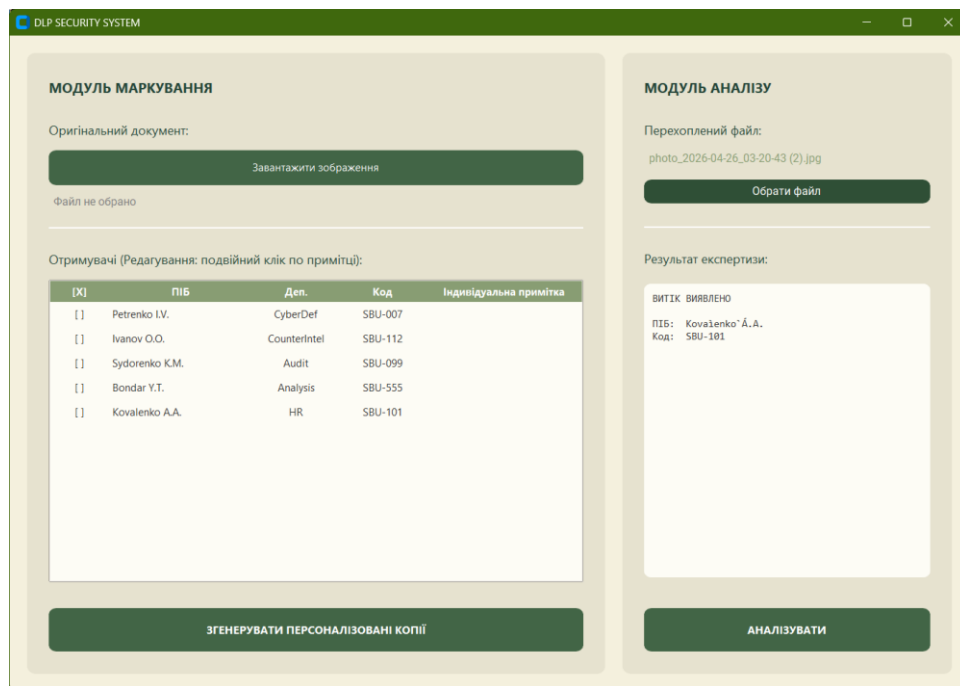 DLP SECURITY SYSTEM
МОДУЛЬ МАРКУВАННЯ
Оригінальний документ:
Завантажити зображення
Файл не обрано
Отримувачі (Редагування: подвійний клік по примітці):
[X] ПІБ Деп. Код Індивідуальна примітка
[ ] Petrenko I.V. CyberDef SBU-007
[ ] Ivanov O.O. CounterIntel SBU-112
[ ] Sydorenko K.M. Audit SBU-099
[ ] Bondar Y.T. Analysis SBU-555
[ ] Kovalenko A.A. HR SBU-101
ЗГЕНЕРУВАТИ ПЕРСОНАЛІЗОВАНІ КОПІЇ
МОДУЛЬ АНАЛІЗУ
Перехоплений файл:
photo_2026-04-26_03-20-43 (2).jpg
Обрати файл
Результат експертизи:
ВИТІК ВИЯВЛЕНО
ПІБ: Kovaìenko`Á.A.
Код: SBU-101
АНАЛІЗУВАТИ